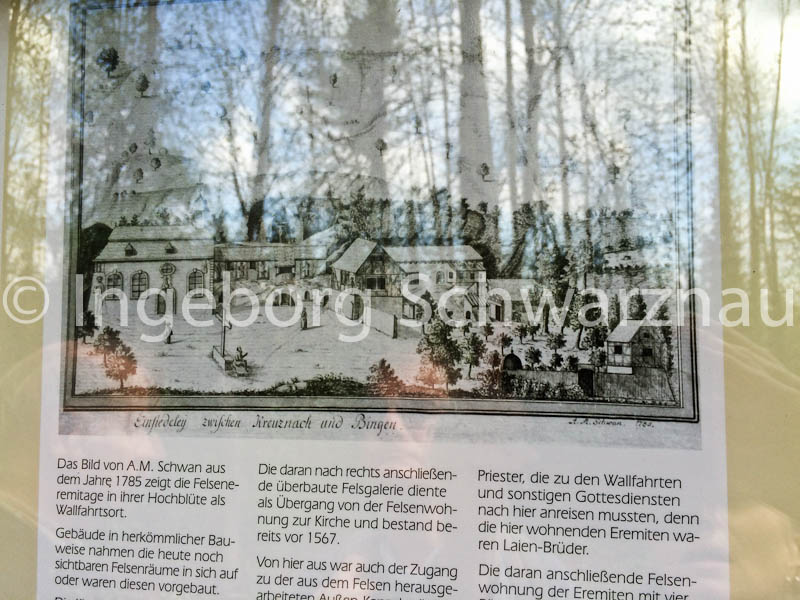 © Ingeborg Schwarznau
Einsiedeley zwischen Kreuznach und Bingen.
Das Bild von A.M. Schwan aus
dem Jahre 1785 zeigt die Felsene-
remitage in ihrer Hochblüte als
Wallfahrtsort.
Gebäude in herkömmlicher Bau-
weise nahmen die heute noch
sichtbaren Felsenräume in sich auf
oder waren diesen vorgebaut.
Die daran nach rechts anschließen-
de überbaute Felsgalerie diente
als Übergang von der Felsenwoh-
nung zur Kirche und bestand be-
reits vor 1567.
Von hier aus war auch der Zugang
zu der aus dem Felsen herausge-
arbeiteten Außen-Kanzel
Priester, die zu den Wallfahrten
und sonstigen Gottesdiensten
nach hier anreisen mussten, denn
die hier wohnenden Eremiten wa-
ren Laien-Brüder.
Die daran anschließende Felsen-
wohnung der Eremiten mit vier